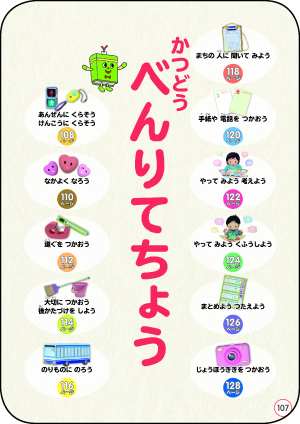 かつどう
べんりてちょう
あんぜんに くらそう
けんこうに くらそう
108
ページ
なかよく なろう
110
ページ
道ぐを つかおう
112
ページ
大切に つかおう
後かたづけを しよう
114
ページ
のりものに のろう
116
ページ
まちの 人に 聞いて みよう
118
ページ
手紙や 電話を つかおう
120
ページ
やって みよう 考えよう
122
ページ
やって みよう くふうしよう
124
ページ
まとめよう つたえよう
126
ページ
じょうほうききを つかおう
128
ページ
107